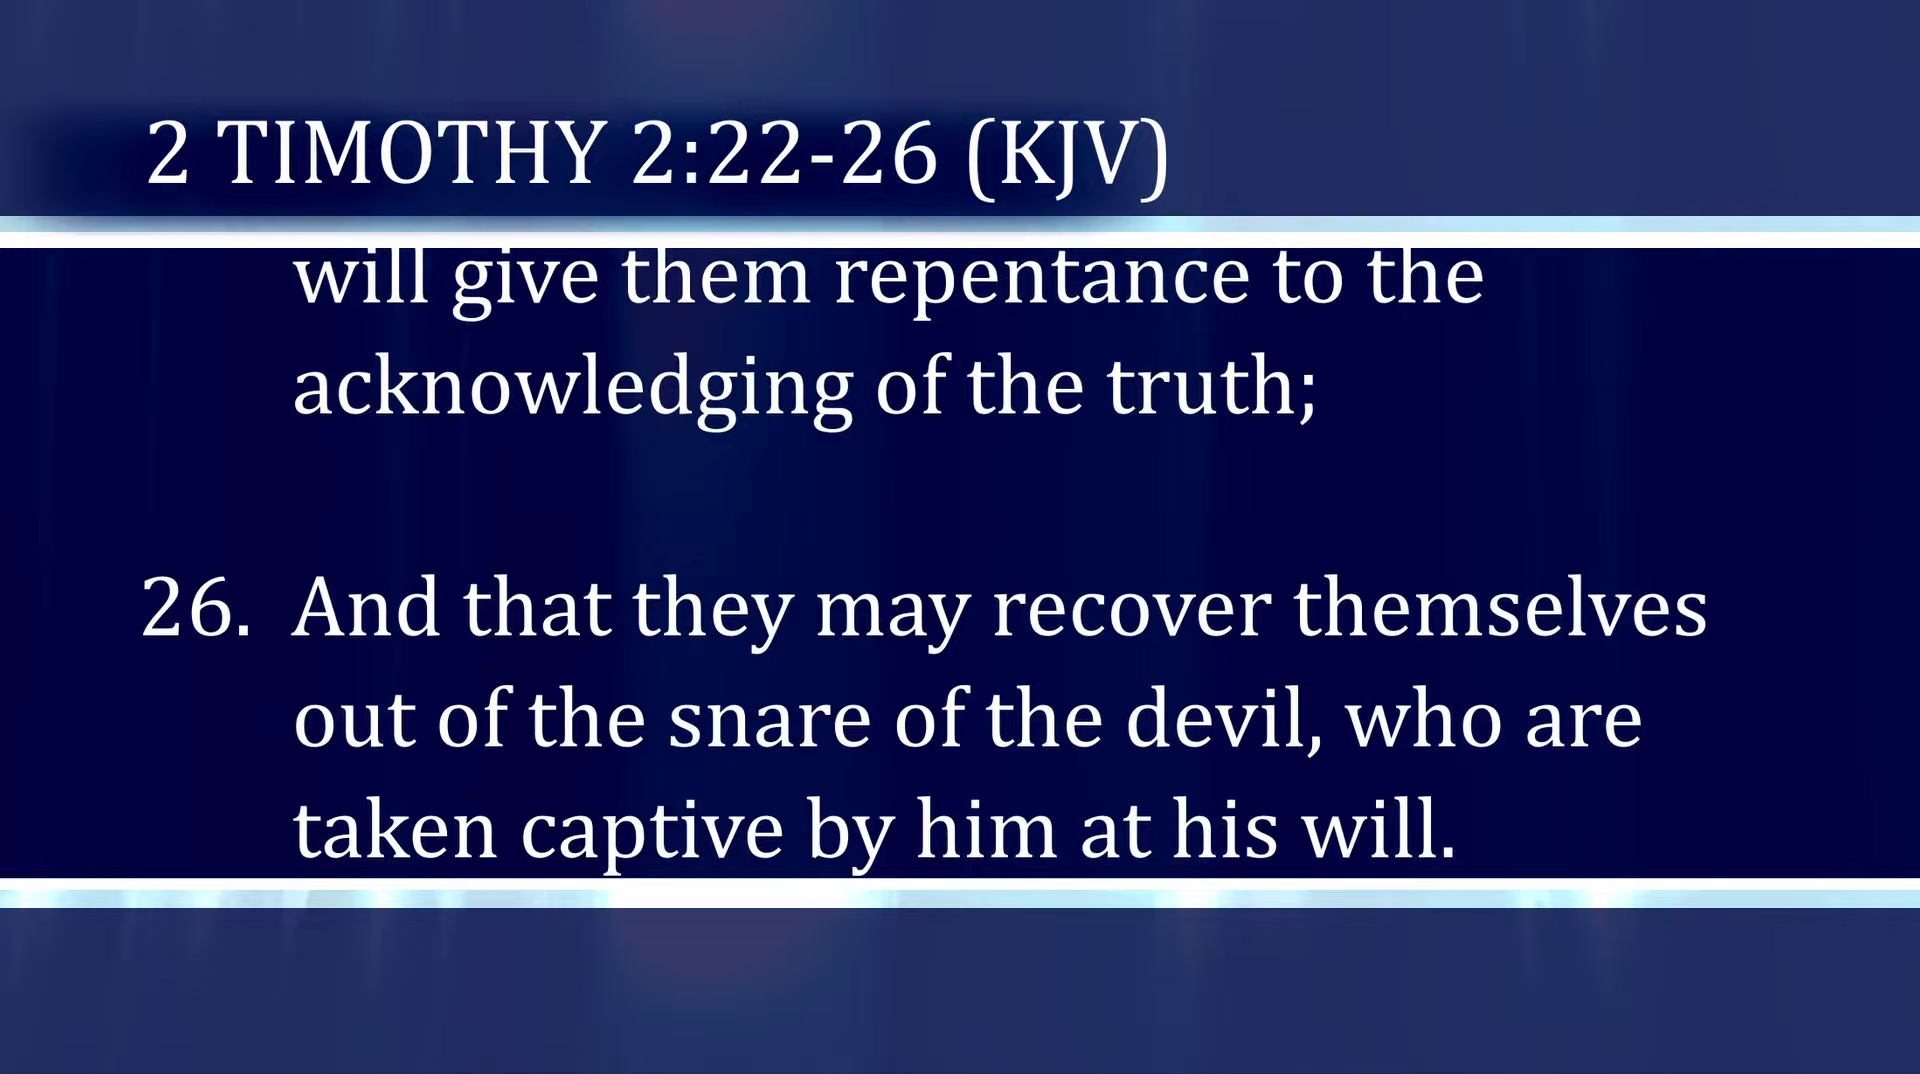 2 TIMOTHY 2:22-26 (KJV)
will give them repentance to the
acknowledging of the truth;
26. And that they may recover themselves
out of the snare of the devil, who are
taken captive by him at his will.